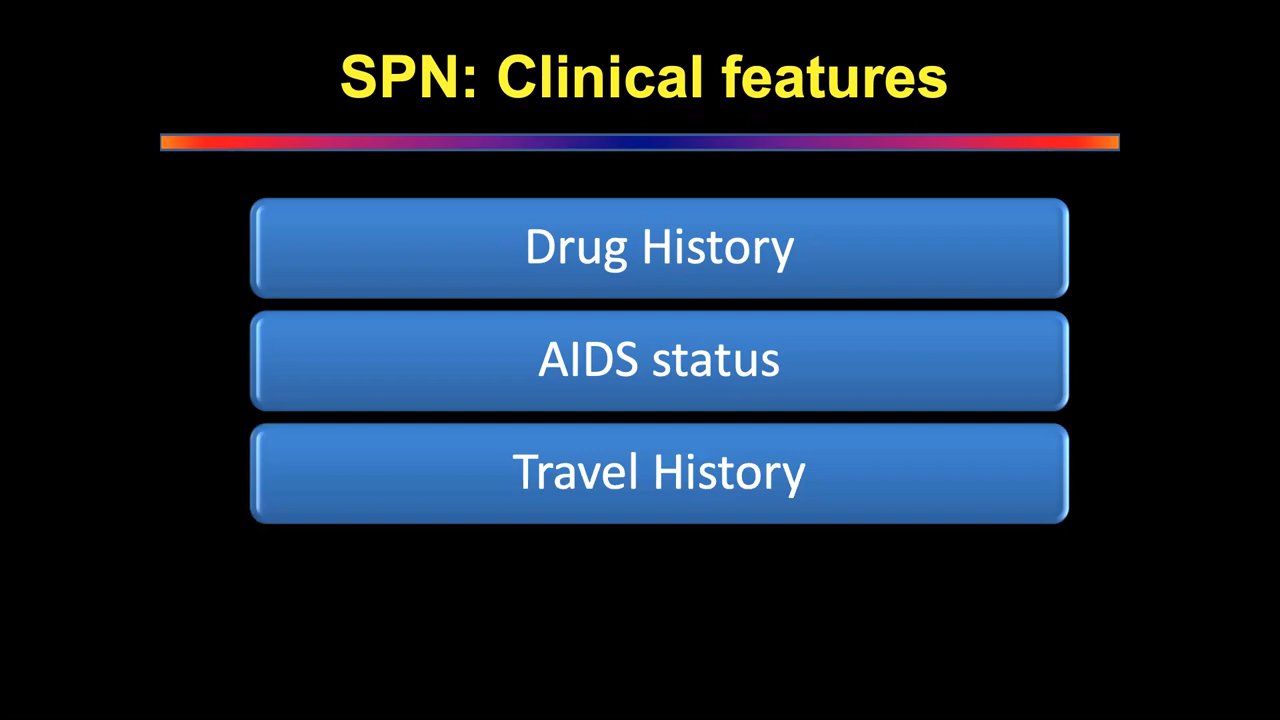 SPN: Clinical features
Drug History
AIDS status
Travel History